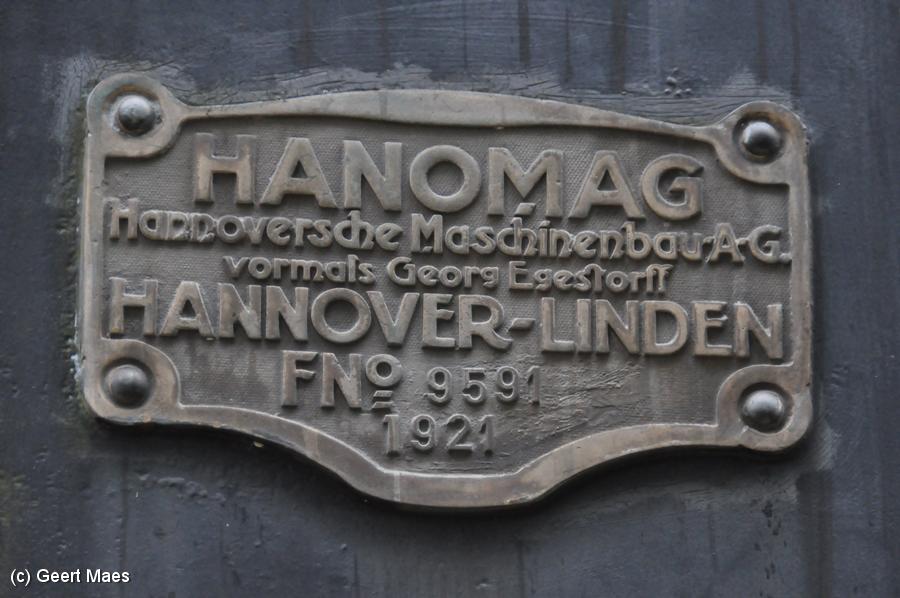 HANOMAG
Hannoversche Maschinenbau-A-G.
vormals Georg Egestorff
HANNOVER-LINDEN
FNo 9591
1921
(c) Geert Maes